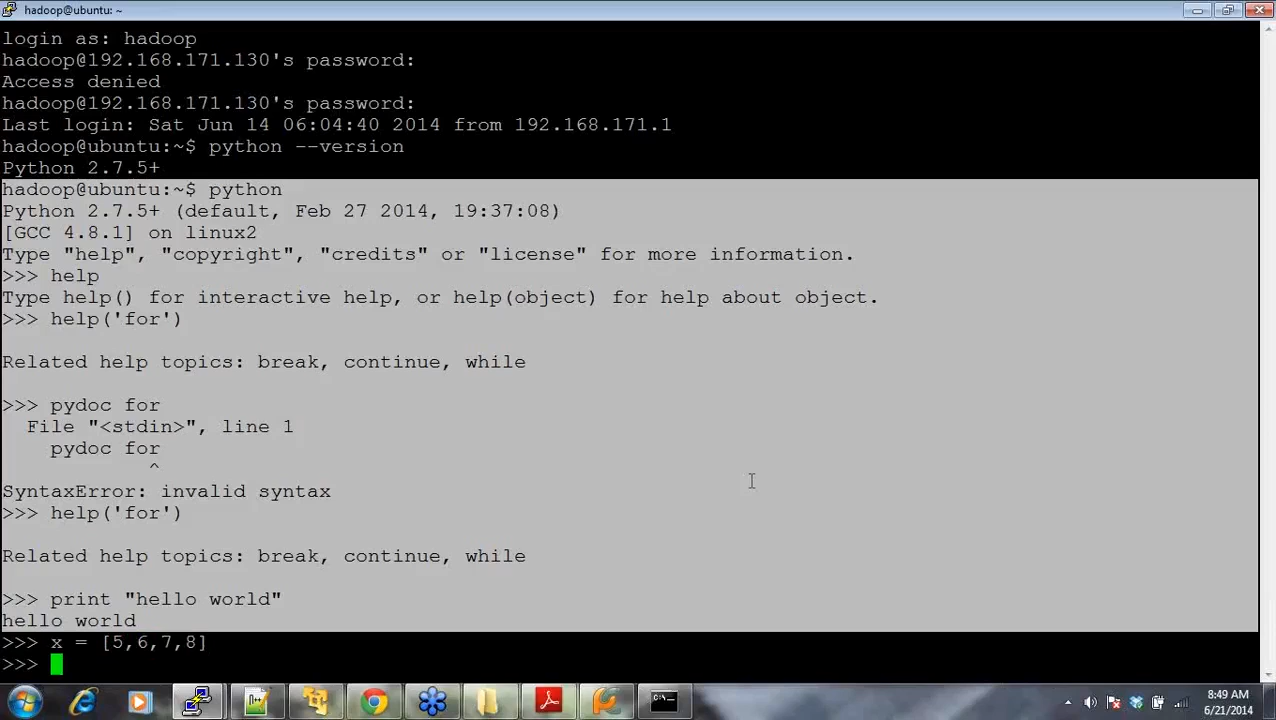 hadoop@ubuntu: ~
login as: hadoop
hadoop@192.168.171.130's password:
Access denied
hadoop@192.168.171.130's password:
Last login: Sat Jun 14 06:04:40 2014 from 192.168.171.1
hadoop@ubuntu:~$ python --version
Python 2.7.5+
hadoop@ubuntu:~$ python
Python 2.7.5+ (default, Feb 27 2014, 19:37:08)
[GCC 4.8.1] on linux2
Type "help", "copyright", "credits" or "license" for more information.
>>> help
Type help() for interactive help, or help(object) for help about object.
>>> help('for')
Related help topics: break, continue, while
>>> pydoc for
  File "<stdin>", line 1
    pydoc for
            ^
SyntaxError: invalid syntax
>>> help('for')
Related help topics: break, continue, while
>>> print "hello world"
hello world
>>> x = [5,6,7,8]
>>>
8:49 AM
6/21/2014